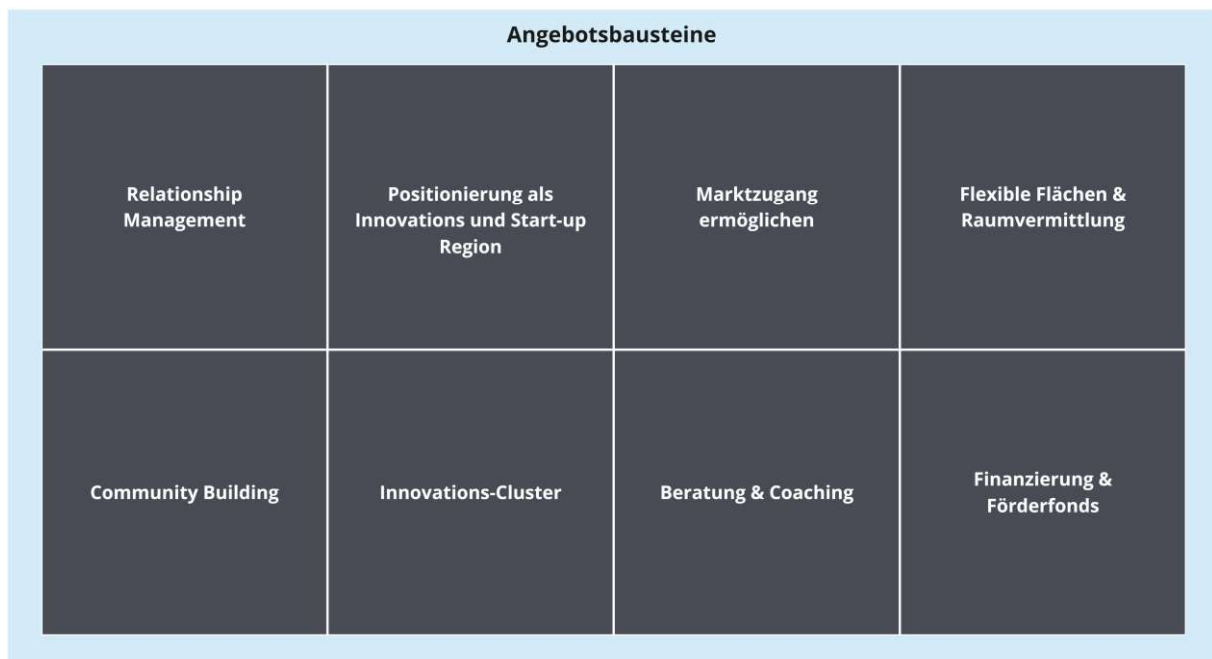 Angebotsbausteine
Relationship
Management
Positionierung als
Innovations und Start-up
Region
Marktzugang
ermöglichen
Flexible Flächen &
Raumvermittlung
Community Building
Innovations-Cluster
Beratung & Coaching
Finanzierung &
Förderfonds